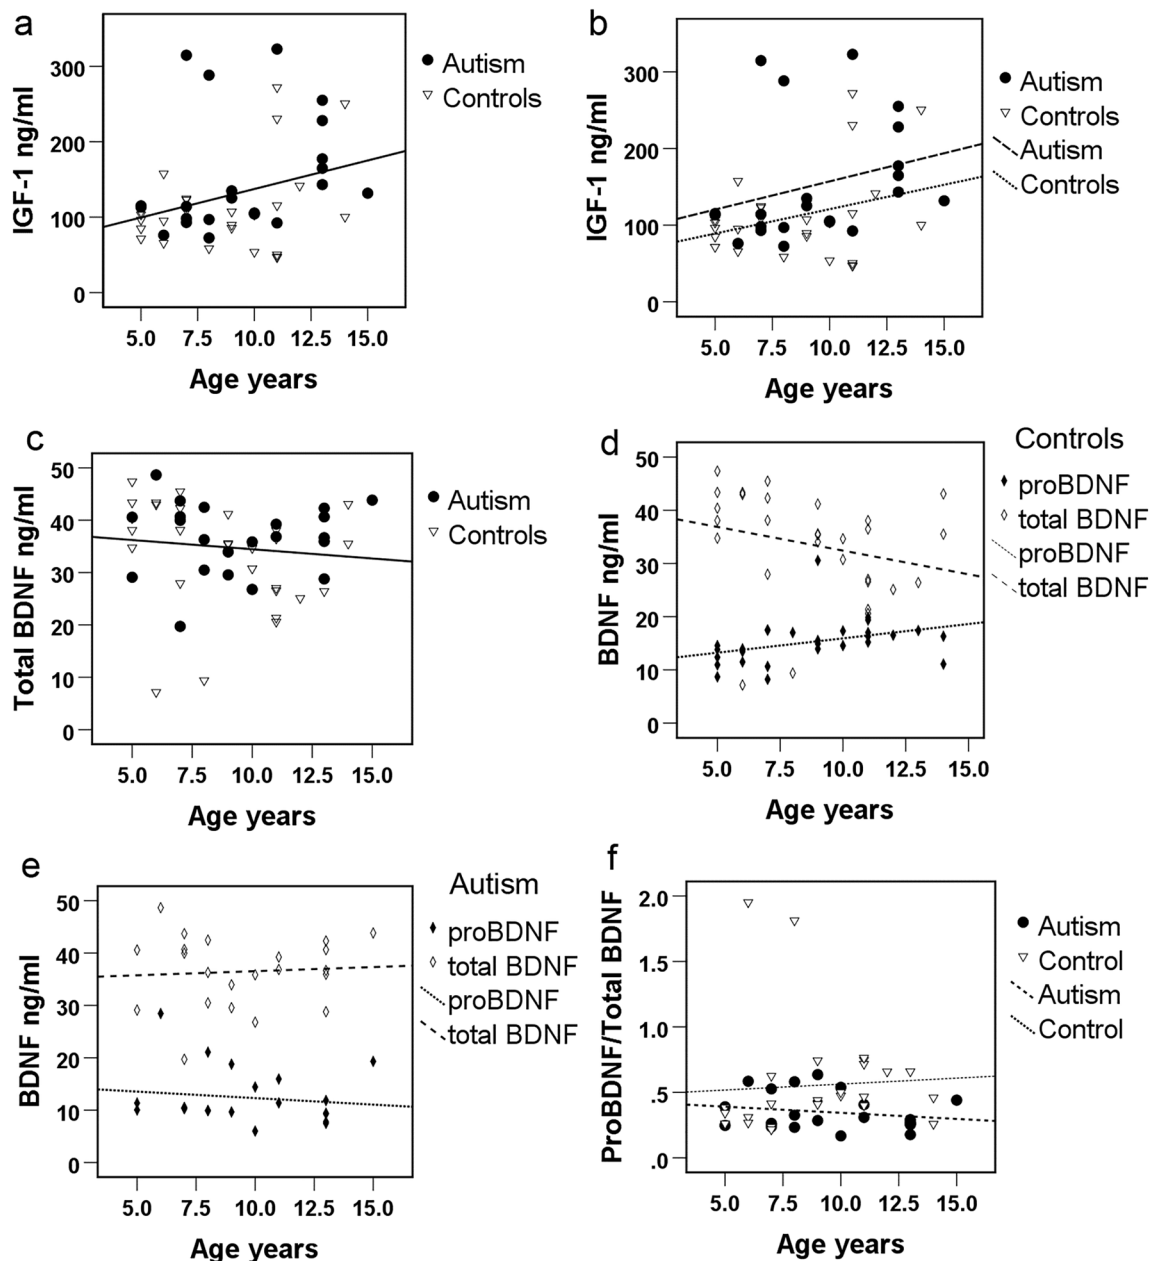 a
IGF-1 ng/ml
300
200
100
0
5.0 7.5 10.0 12.5 15.0
Age years
Autism
Controls
b
IGF-1 ng/ml
300
200
100
0
5.0 7.5 10.0 12.5 15.0
Age years
Autism
Controls
Autism
Controls
c
Total BDNF ng/ml
50
40
30
20
10
0
5.0 7.5 10.0 12.5 15.0
Age years
Autism
Controls
d
BDNF ng/ml
50
40
30
20
10
0
5.0 7.5 10.0 12.5 15.0
Age years
Controls
proBDNF
total BDNF
proBDNF
total BDNF
e
BDNF ng/ml
50
40
30
20
10
0
5.0 7.5 10.0 12.5 15.0
Age years
Autism
proBDNF
total BDNF
proBDNF
total BDNF
f
ProBDNF/Total BDNF
2.0
1.5
1.0
.5
.0
5.0 7.5 10.0 12.5 15.0
Age years
Autism
Control
Autism
Control